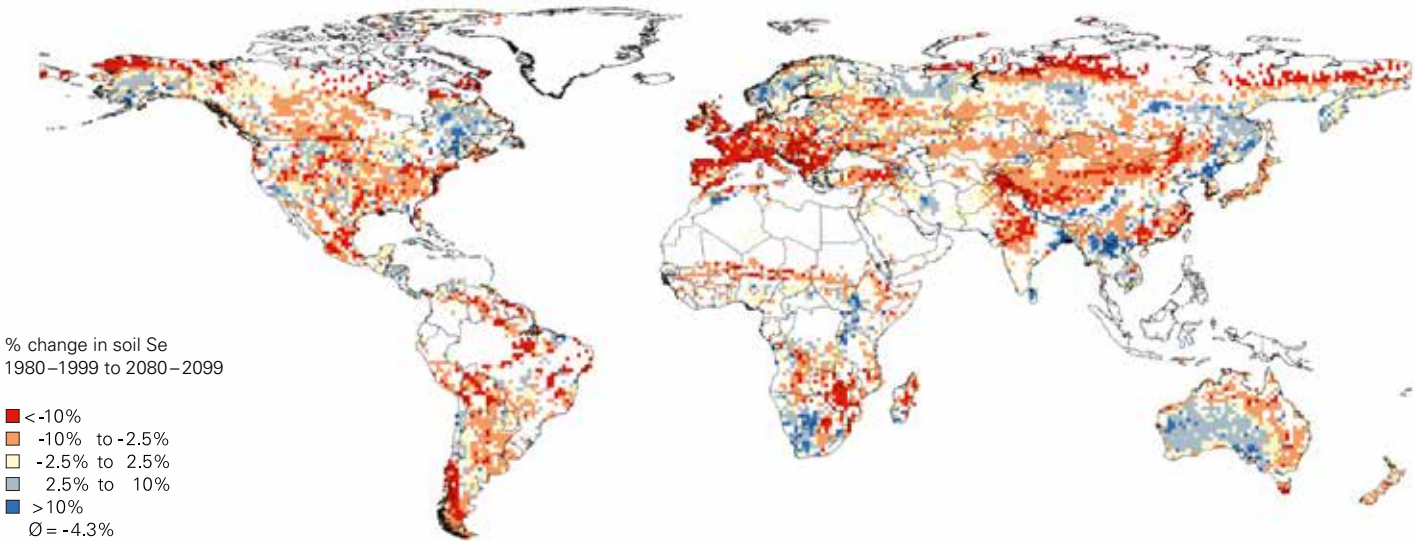 % change in soil Se
1980–1999 to 2080–2099
<-10%
-10% to -2.5%
-2.5% to 2.5%
2.5% to 10%
>10%
Ø = -4.3%